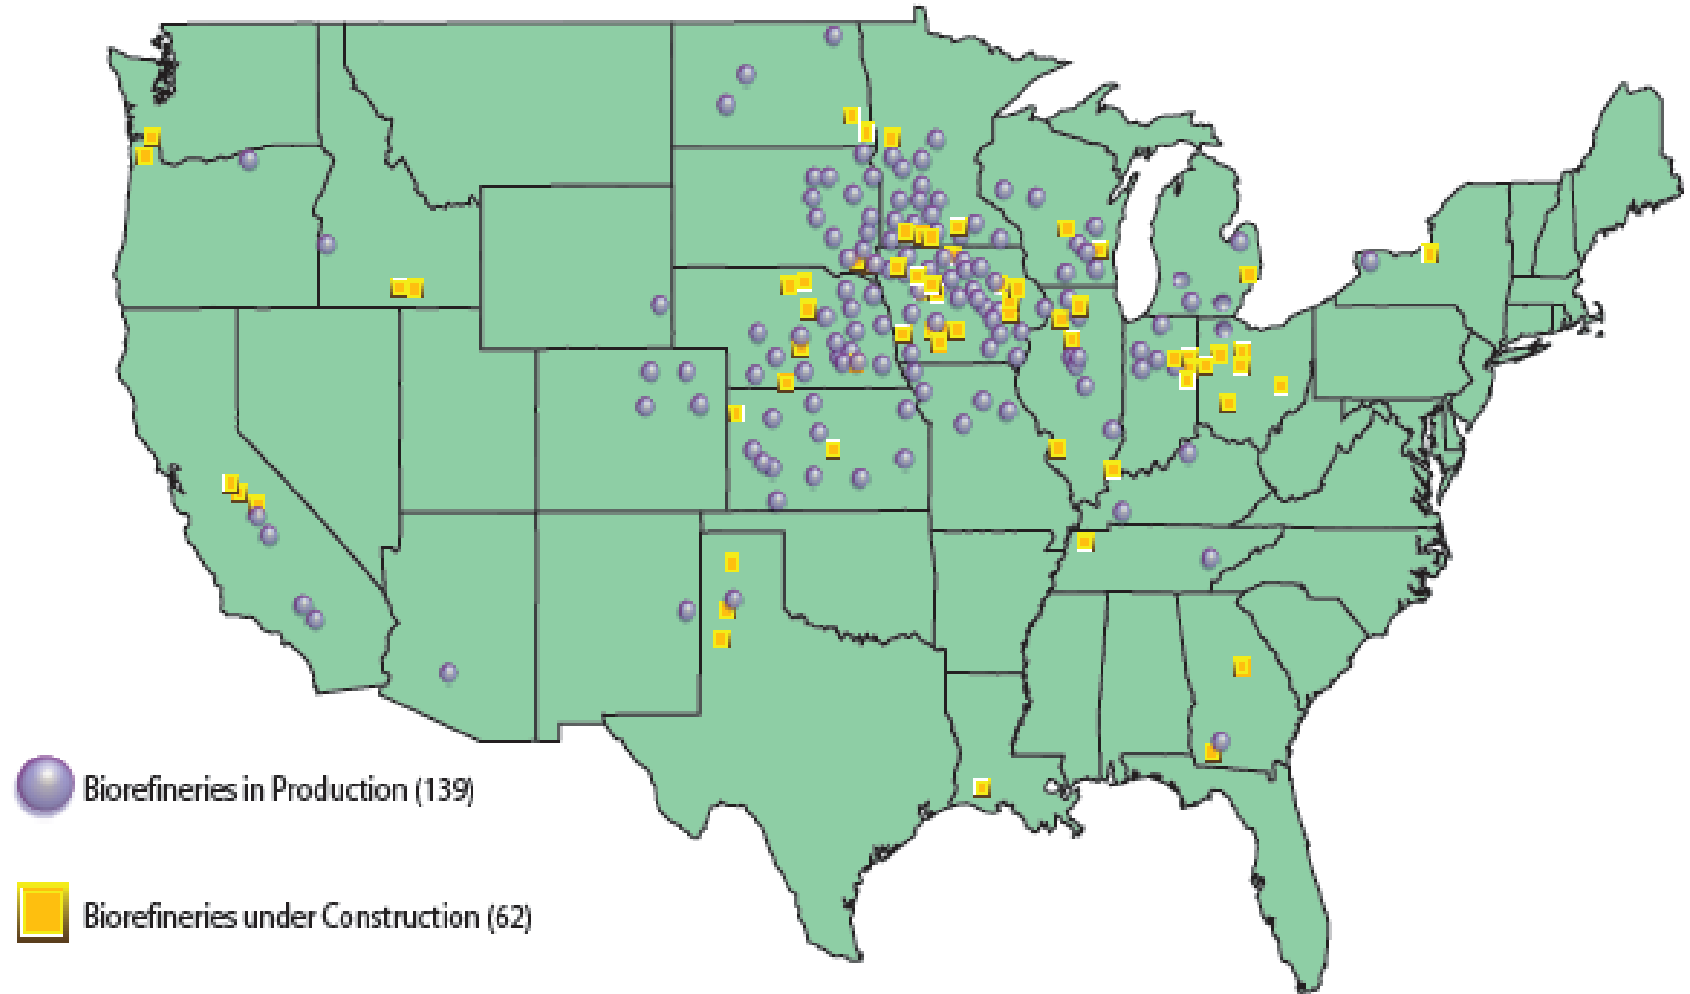 Biorefineries in Production (139)
Biorefineries under Construction (62)